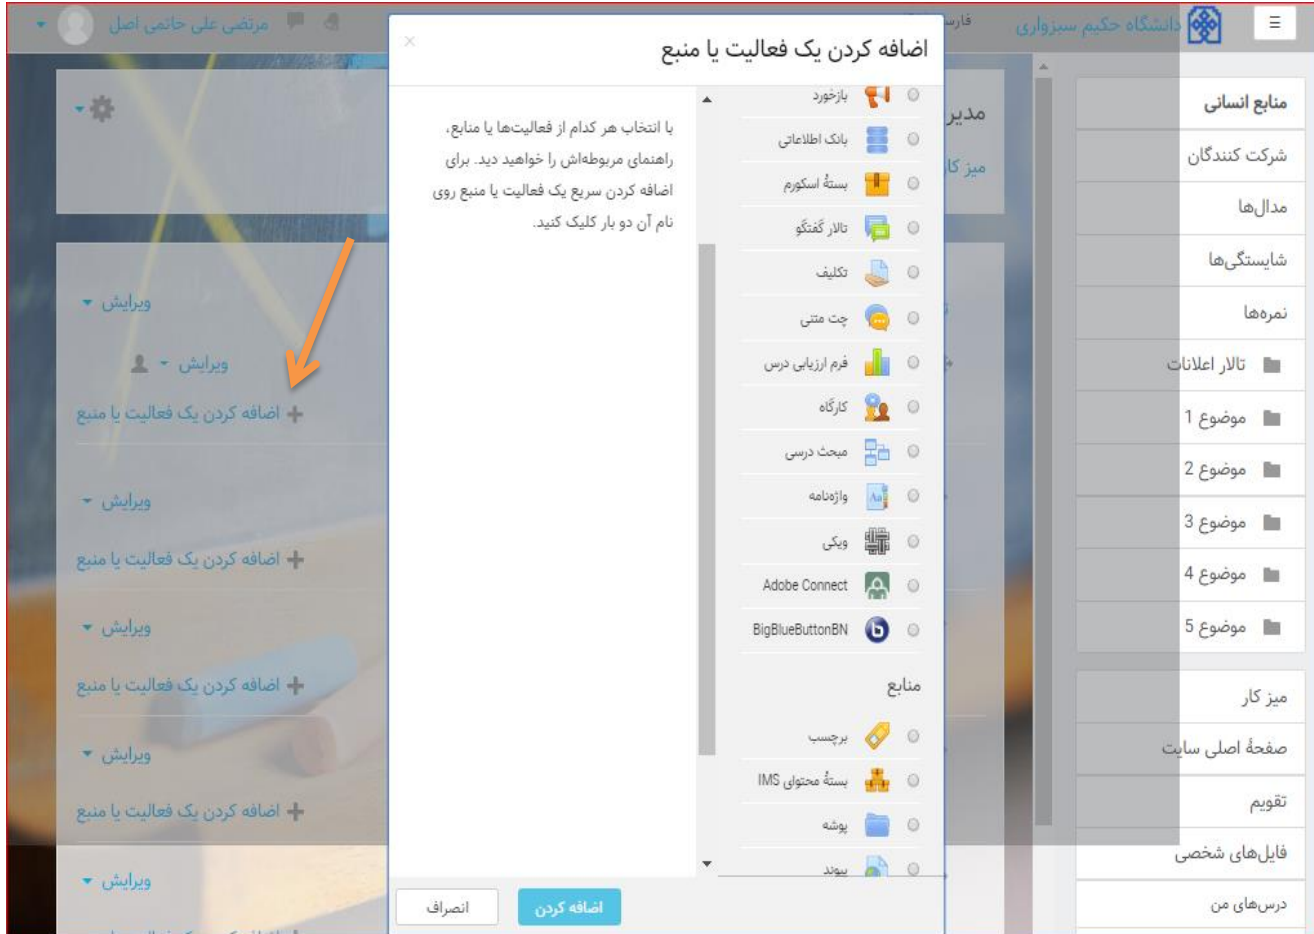 دانشگاه حکیم سبزواری
فارس
مرتضی علی حاتمی اصل
منابع انسانی
شرکت کنندگان
مدال‌ها
شایستگی‌ها
نمره‌ها
تالار اعلانات
موضوع 1
موضوع 2
موضوع 3
موضوع 4
موضوع 5
میز کار
صفحهٔ اصلی سایت
تقویم
فایل‌های شخصی
درس‌های من
مدیر
میز کا
اضافه کردن یک فعالیت یا منبع
×
بازخورد
بانک اطلاعاتی
بستهٔ اسکورم
تالار گفتگو
تکلیف
چت متنی
فرم ارزیابی درس
کارگاه
مبحث درسی
واژه‌نامه
ویکی
Adobe Connect
BigBlueButtonBN
منابع
برچسب
بستهٔ محتوای IMS
پوشه
پیوند
با انتخاب هر کدام از فعالیت‌ها یا منابع،
راهنمای مربوطه‌اش را خواهید دید. برای
اضافه کردن سریع یک فعالیت یا منبع روی
نام آن دو بار کلیک کنید.
اضافه کردن
انصراف
ویرایش
ویرایش
اضافه کردن یک فعالیت یا منبع
ویرایش
اضافه کردن یک فعالیت یا منبع
ویرایش
اضافه کردن یک فعالیت یا منبع
ویرایش
اضافه کردن یک فعالیت یا منبع
ویرایش